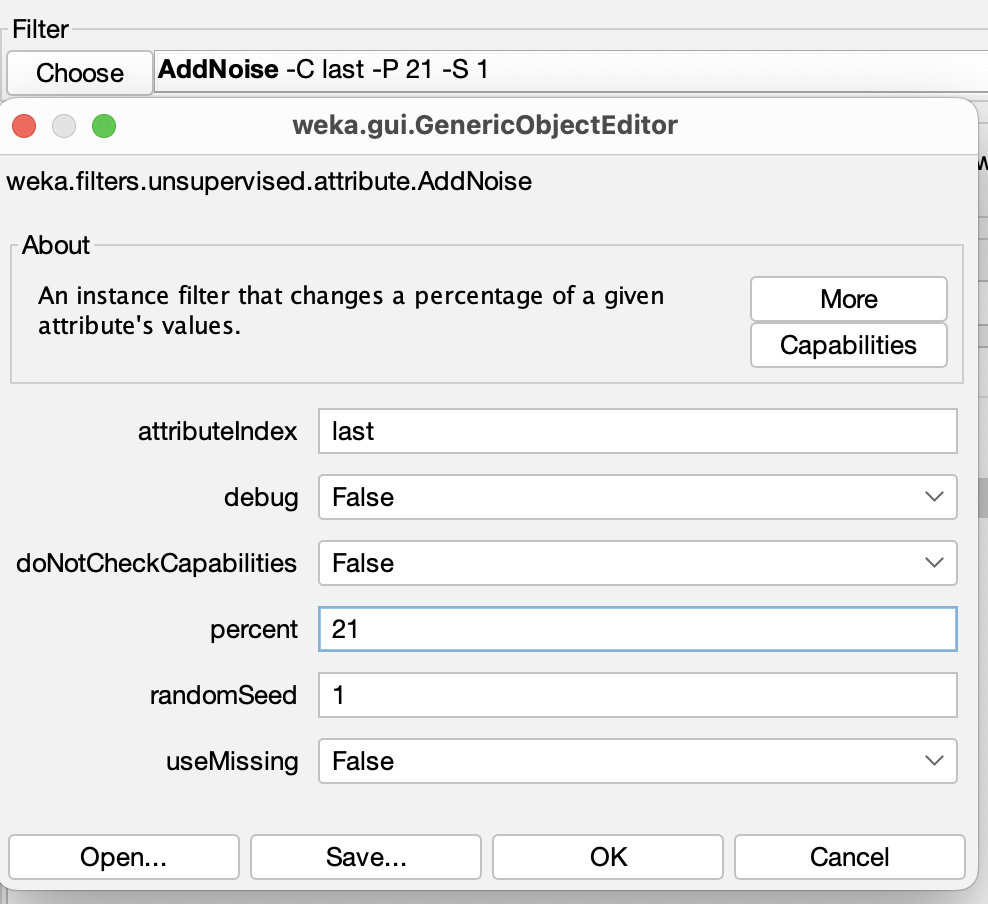 Filter
Choose AddNoise -C last -P 21 -S 1
weka.gui.GenericObjectEditor
weka.filters.unsupervised.attribute.AddNoise
About
An instance filter that changes a percentage of a given
attribute's values.
More
Capabilities
attributeIndex last
debug False
doNotCheckCapabilities False
percent 21
randomSeed 1
useMissing False
Open... Save... OK Cancel